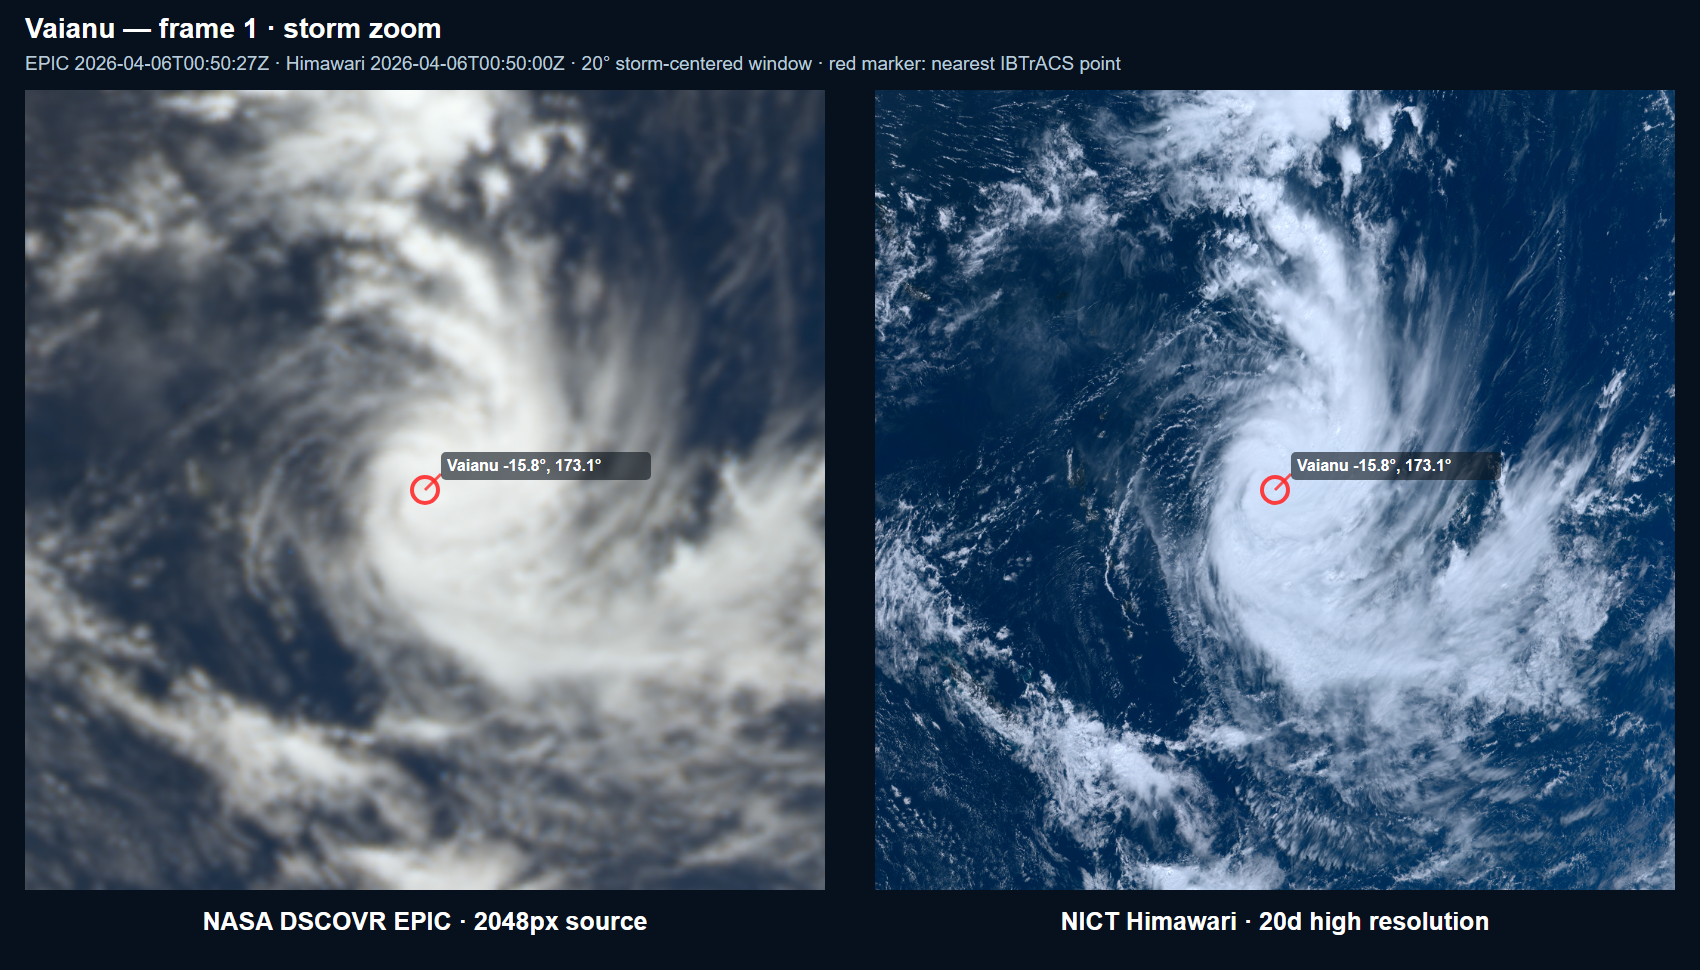 Vaianu — frame 1 · storm zoom
EPIC 2026-04-06T00:50:27Z · Himawari 2026-04-06T00:50:00Z · 20° storm-centered window · red marker: nearest IBTrACS point
Vaianu -15.8°, 173.1°
Vaianu -15.8°, 173.1°
NASA DSCOVR EPIC · 2048px source
NICT Himawari · 20d high resolution